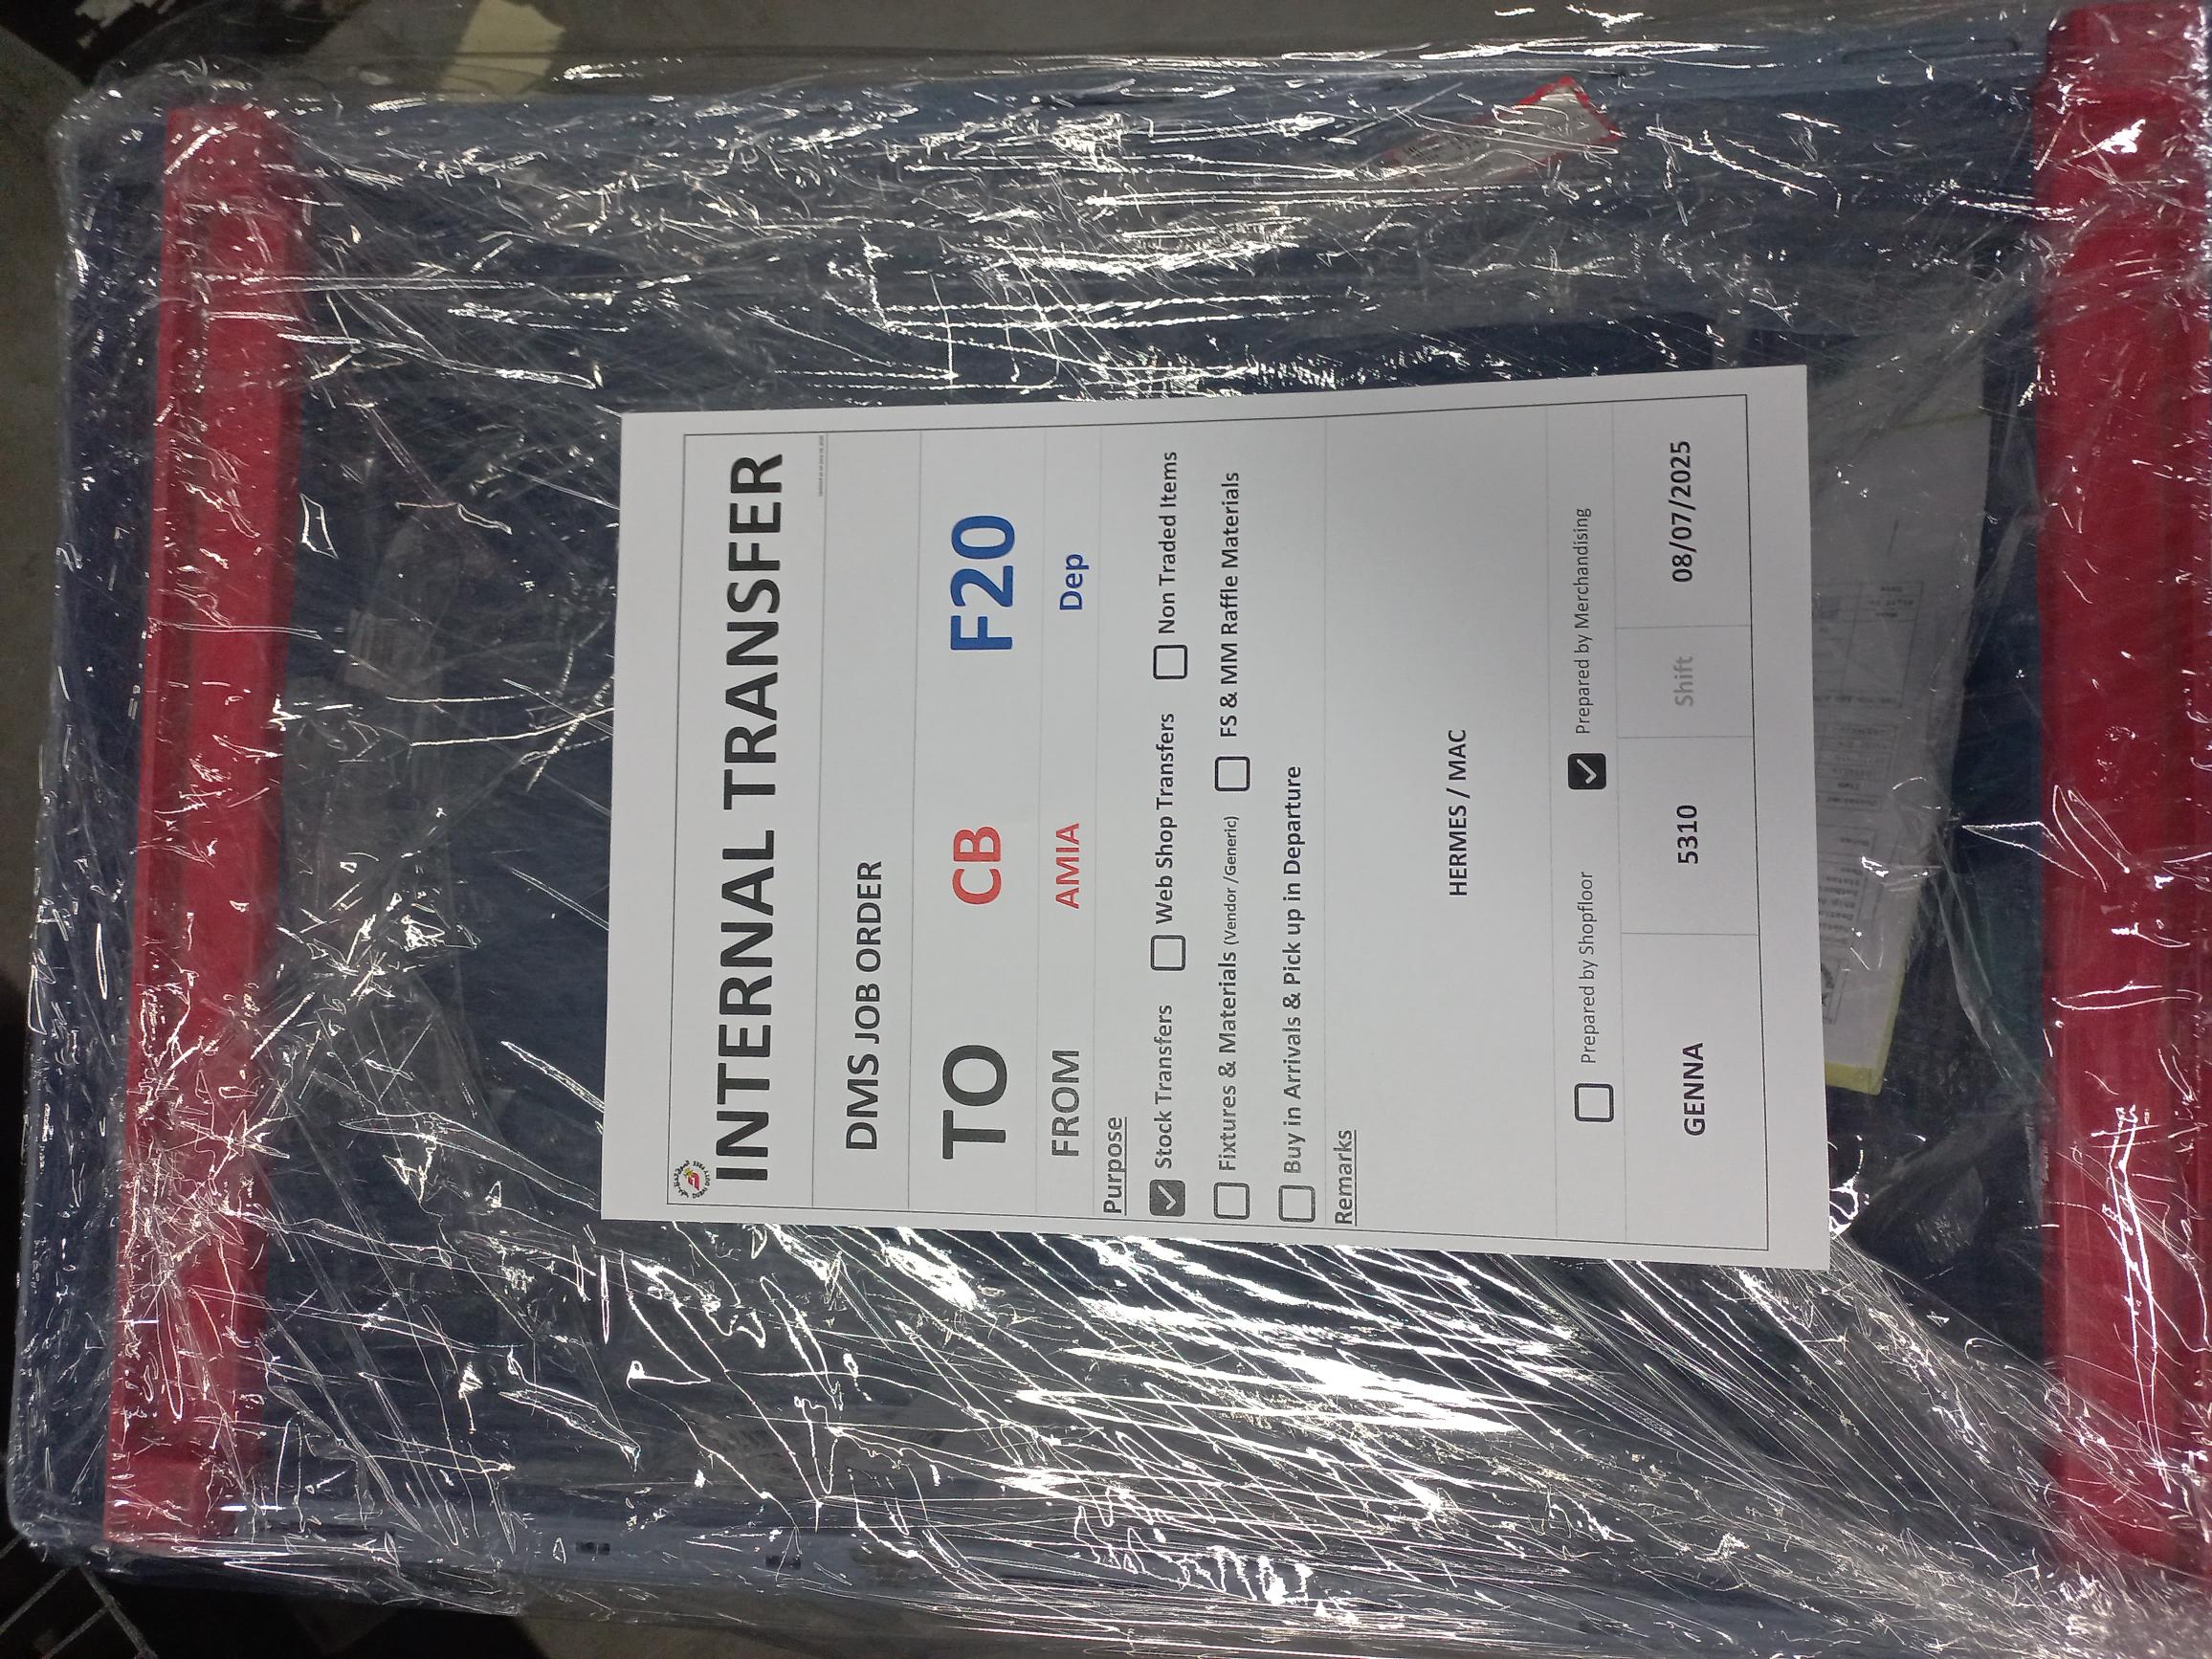 INTERNAL TRANSFER
DMS JOB ORDER
TO CB F20
FROM AMIA Dep
Purpose
Stock Transfers Web Shop Transfers Non Traded Items
Fixtures & Materials (Vendor /Generic) FS & MM Raffle Materials
Buy in Arrivals & Pick up in Departure
Remarks
HERMES / MAC
Prepared by Shopfloor Prepared by Merchandising
GENNA 5310 Shift 08/07/2025